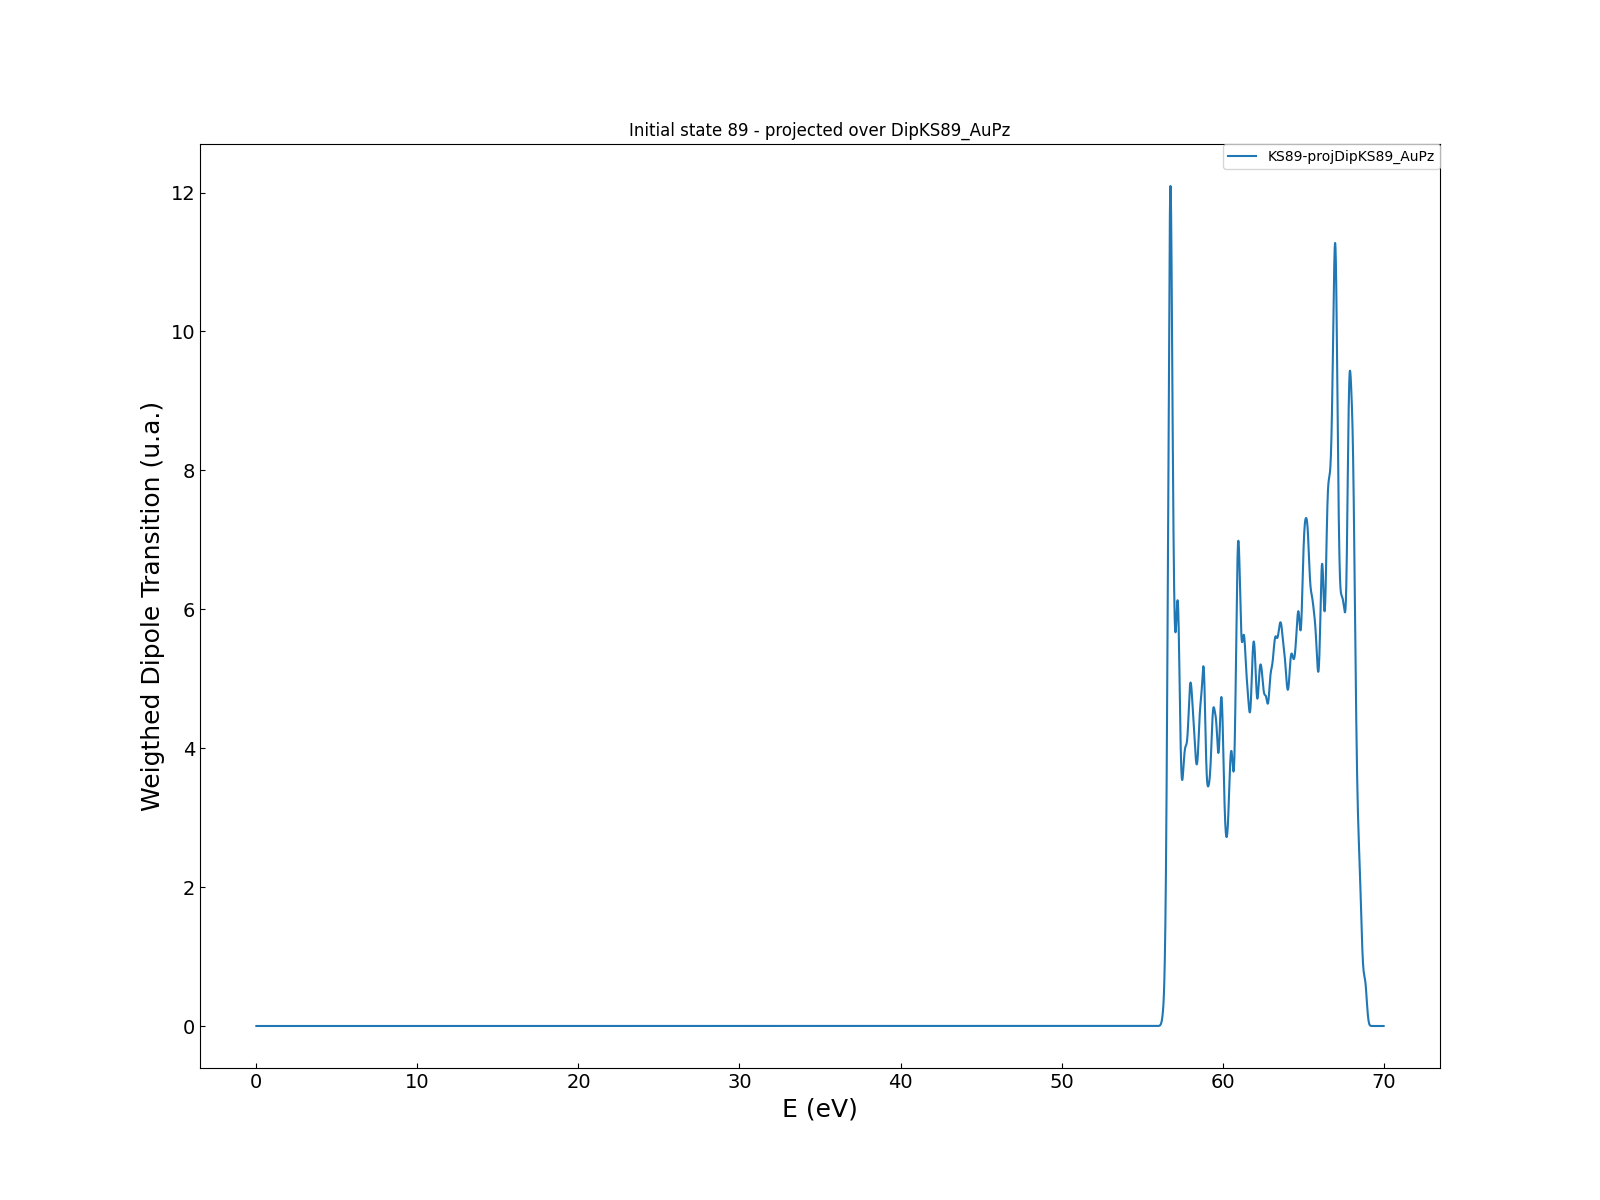 Initial state 89 - projected over DipKS89_AuPz
KS89-projDipKS89_AuPz
Weigthed Dipole Transition (u.a.)
12
10
8
6
4
2
0
0 10 20 30 40 50 60 70
E (eV)